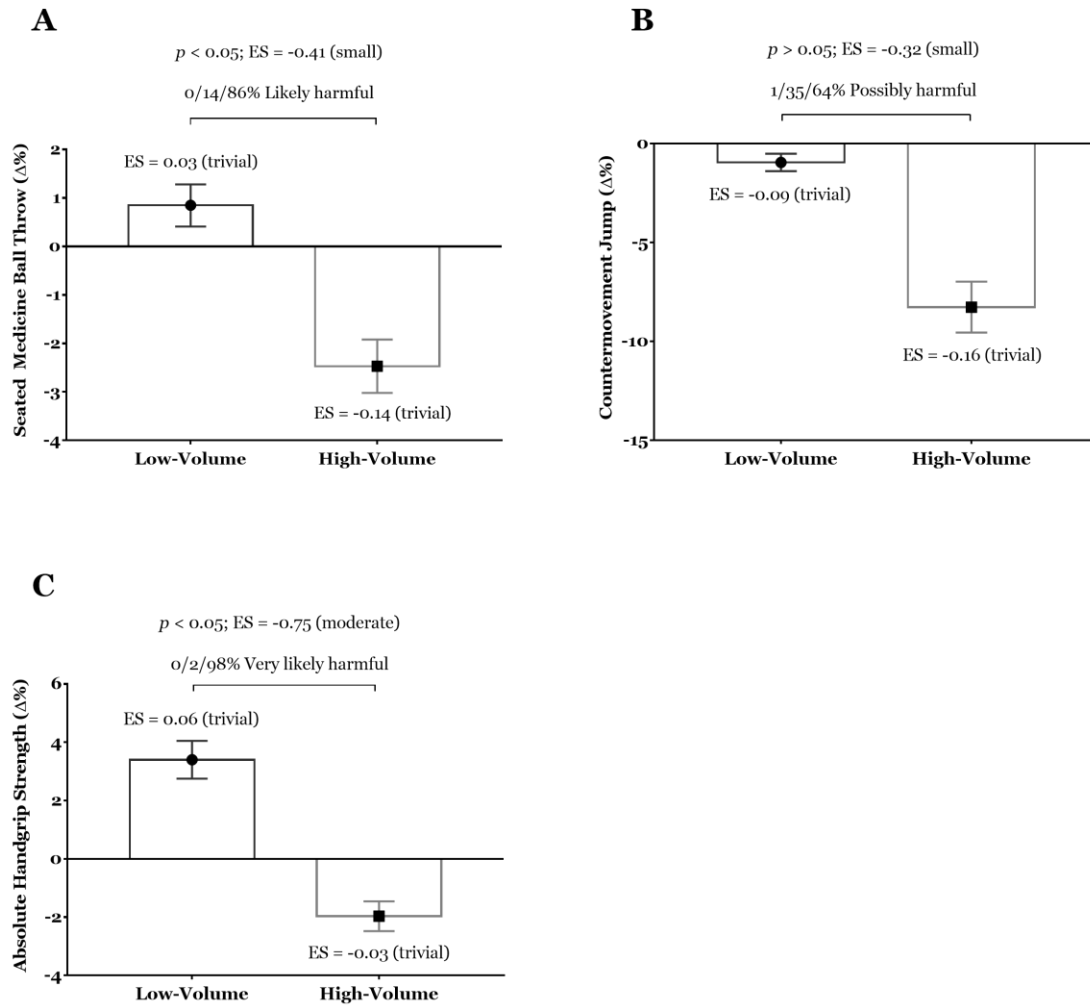 A
p < 0.05; ES = -0.41 (small)
0/14/86% Likely harmful
ES = 0.03 (trivial)
ES = -0.14 (trivial)
Seated Medicine Ball Throw (Δ%)
2
1
0
-1
-2
-3
-4
Low-Volume High-Volume
B
p > 0.05; ES = -0.32 (small)
1/35/64% Possibly harmful
ES = -0.09 (trivial)
ES = -0.16 (trivial)
Countermovement Jump (Δ%)
0
-5
-10
-15
Low-Volume High-Volume
C
p < 0.05; ES = -0.75 (moderate)
0/2/98% Very likely harmful
ES = 0.06 (trivial)
ES = -0.03 (trivial)
Absolute Handgrip Strength (Δ%)
6
4
2
0
-2
-4
Low-Volume High-Volume